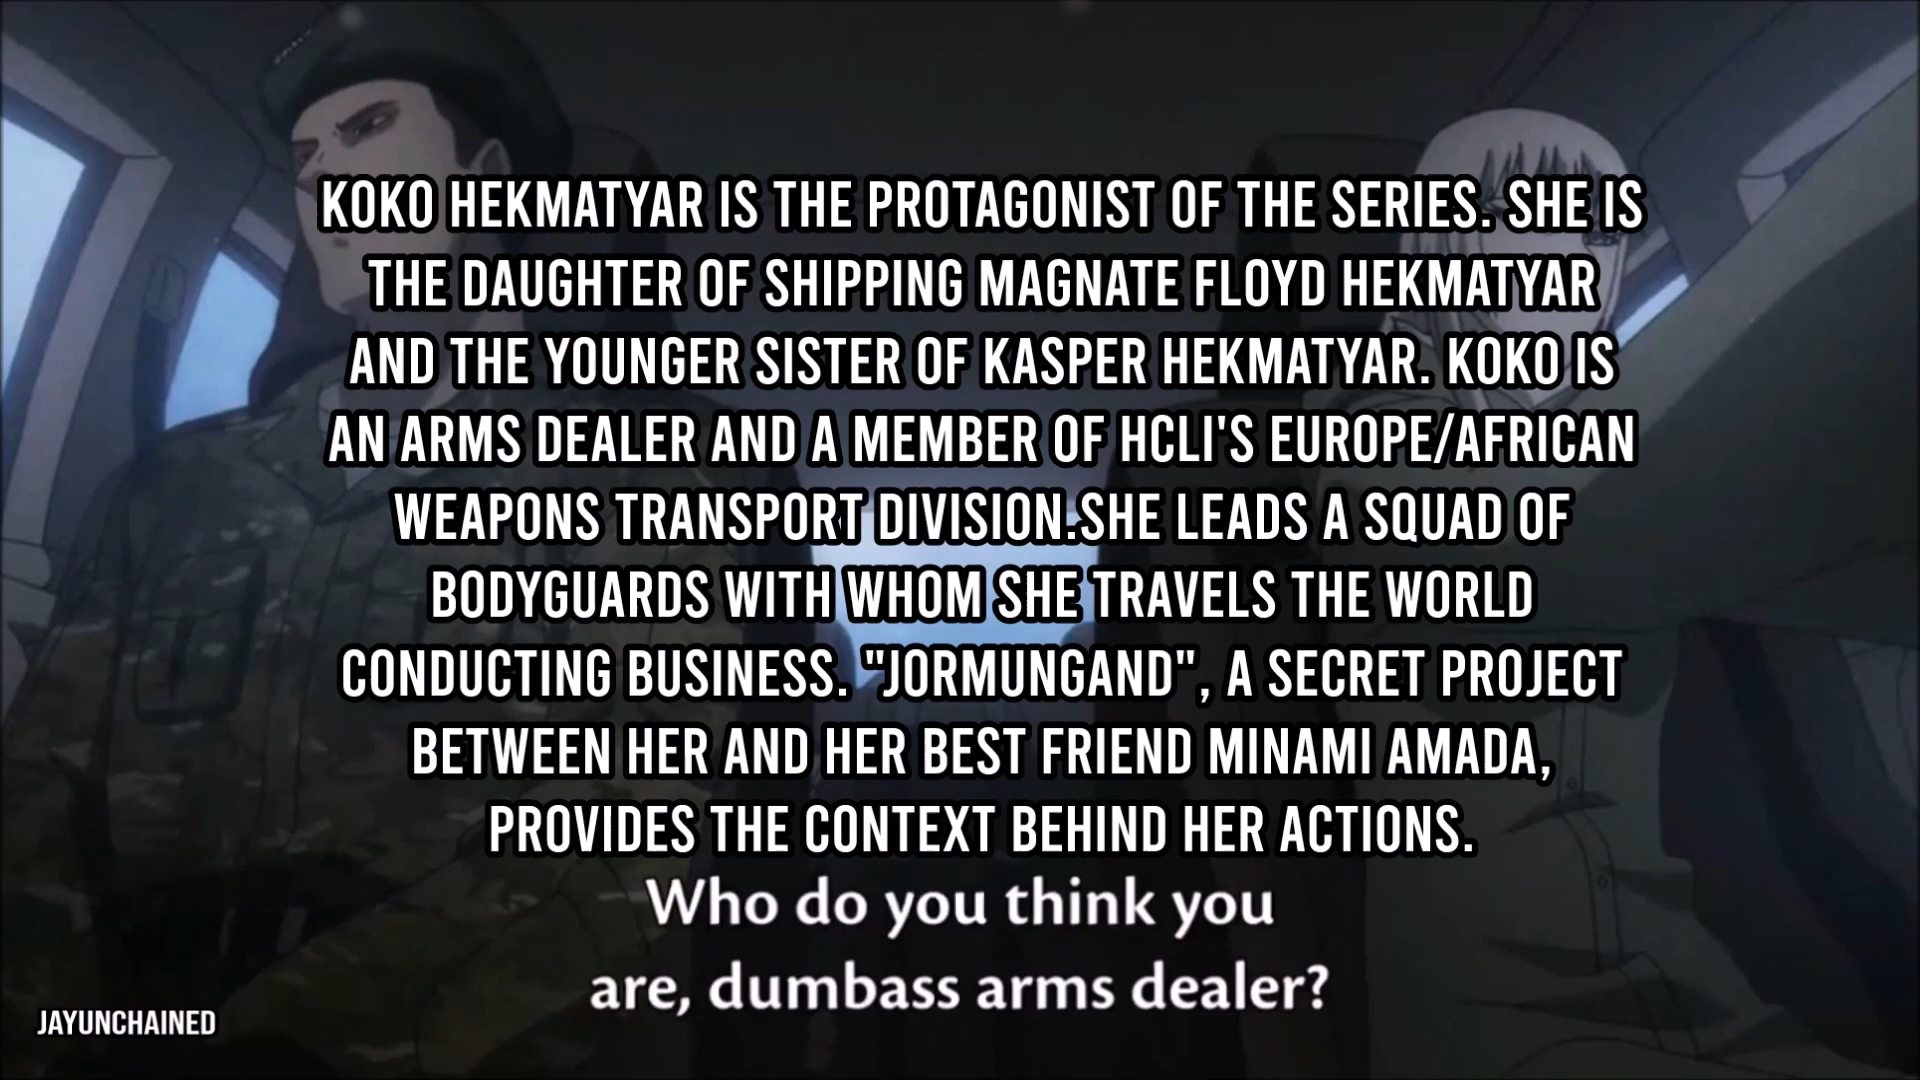 KOKO HEKMATYAR IS THE PROTAGONIST OF THE SERIES. SHE IS
THE DAUGHTER OF SHIPPING MAGNATE FLOYD HEKMATYAR
AND THE YOUNGER SISTER OF KASPER HEKMATYAR. KOKO IS
AN ARMS DEALER AND A MEMBER OF HCLI'S EUROPE/AFRICAN
WEAPONS TRANSPORT DIVISION.SHE LEADS A SQUAD OF
BODYGUARDS WITH WHOM SHE TRAVELS THE WORLD
CONDUCTING BUSINESS. "JORMUNGAND", A SECRET PROJECT
BETWEEN HER AND HER BEST FRIEND MINAMI AMADA,
PROVIDES THE CONTEXT BEHIND HER ACTIONS.
Who do you think you
are, dumbass arms dealer?
JAYUNCHAINED